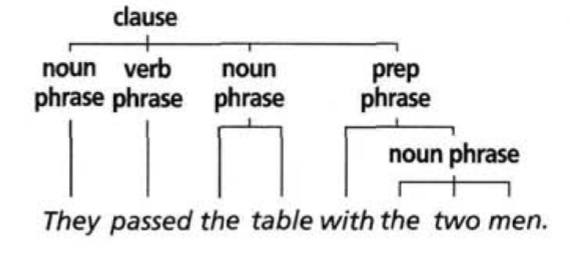 clause
noun verb noun prep
phrase phrase phrase phrase
noun phrase
They passed the table with the two men.